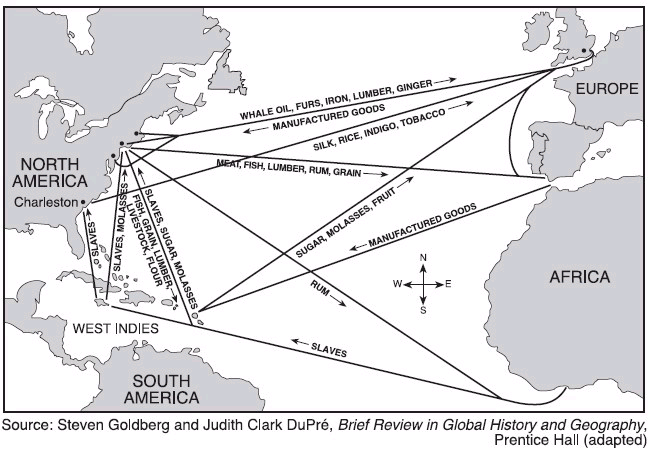 WHALE OIL, FURS, IRON, LUMBER, GINGER
MANUFACTURED GOODS
SILK, RICE, INDIGO, TOBACCO
EUROPE
NORTH
AMERICA
MEAT, FISH, LUMBER, RUM, GRAIN
Charleston
SLAVES
SLAVES, MOLASSES
FISH, GRAIN, LUMBER,
LIVESTOCK, FLOUR
SLAVES, SUGAR, MOLASSES
SUGAR, MOLASSES, FRUIT
MANUFACTURED GOODS
RUM
N
W
E
S
AFRICA
WEST INDIES
SLAVES
SOUTH
AMERICA
Source: Steven Goldberg and Judith Clark DuPré, Brief Review in Global History and Geography,
Prentice Hall (adapted)